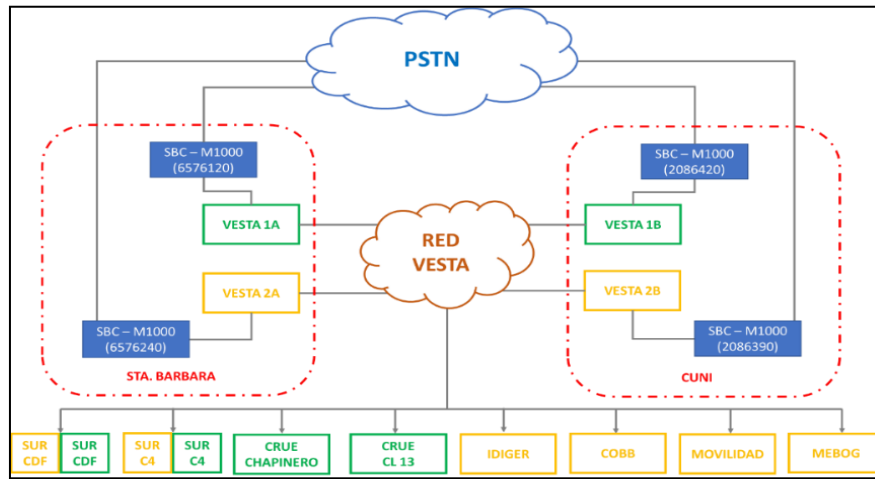 PSTN
SBC – M1000
(6576120)
SBC – M1000
(2086420)
VESTA 1A
VESTA 1B
RED
VESTA
VESTA 2A
VESTA 2B
SBC – M1000
(6576240)
SBC – M1000
(2086390)
STA. BARBARA
CUNI
SUR
CDF
SUR
CDF
SUR
C4
SUR
C4
CRUE
CHAPINERO
CRUE
CL 13
IDIGER
COBB
MOVILIDAD
MEBOG